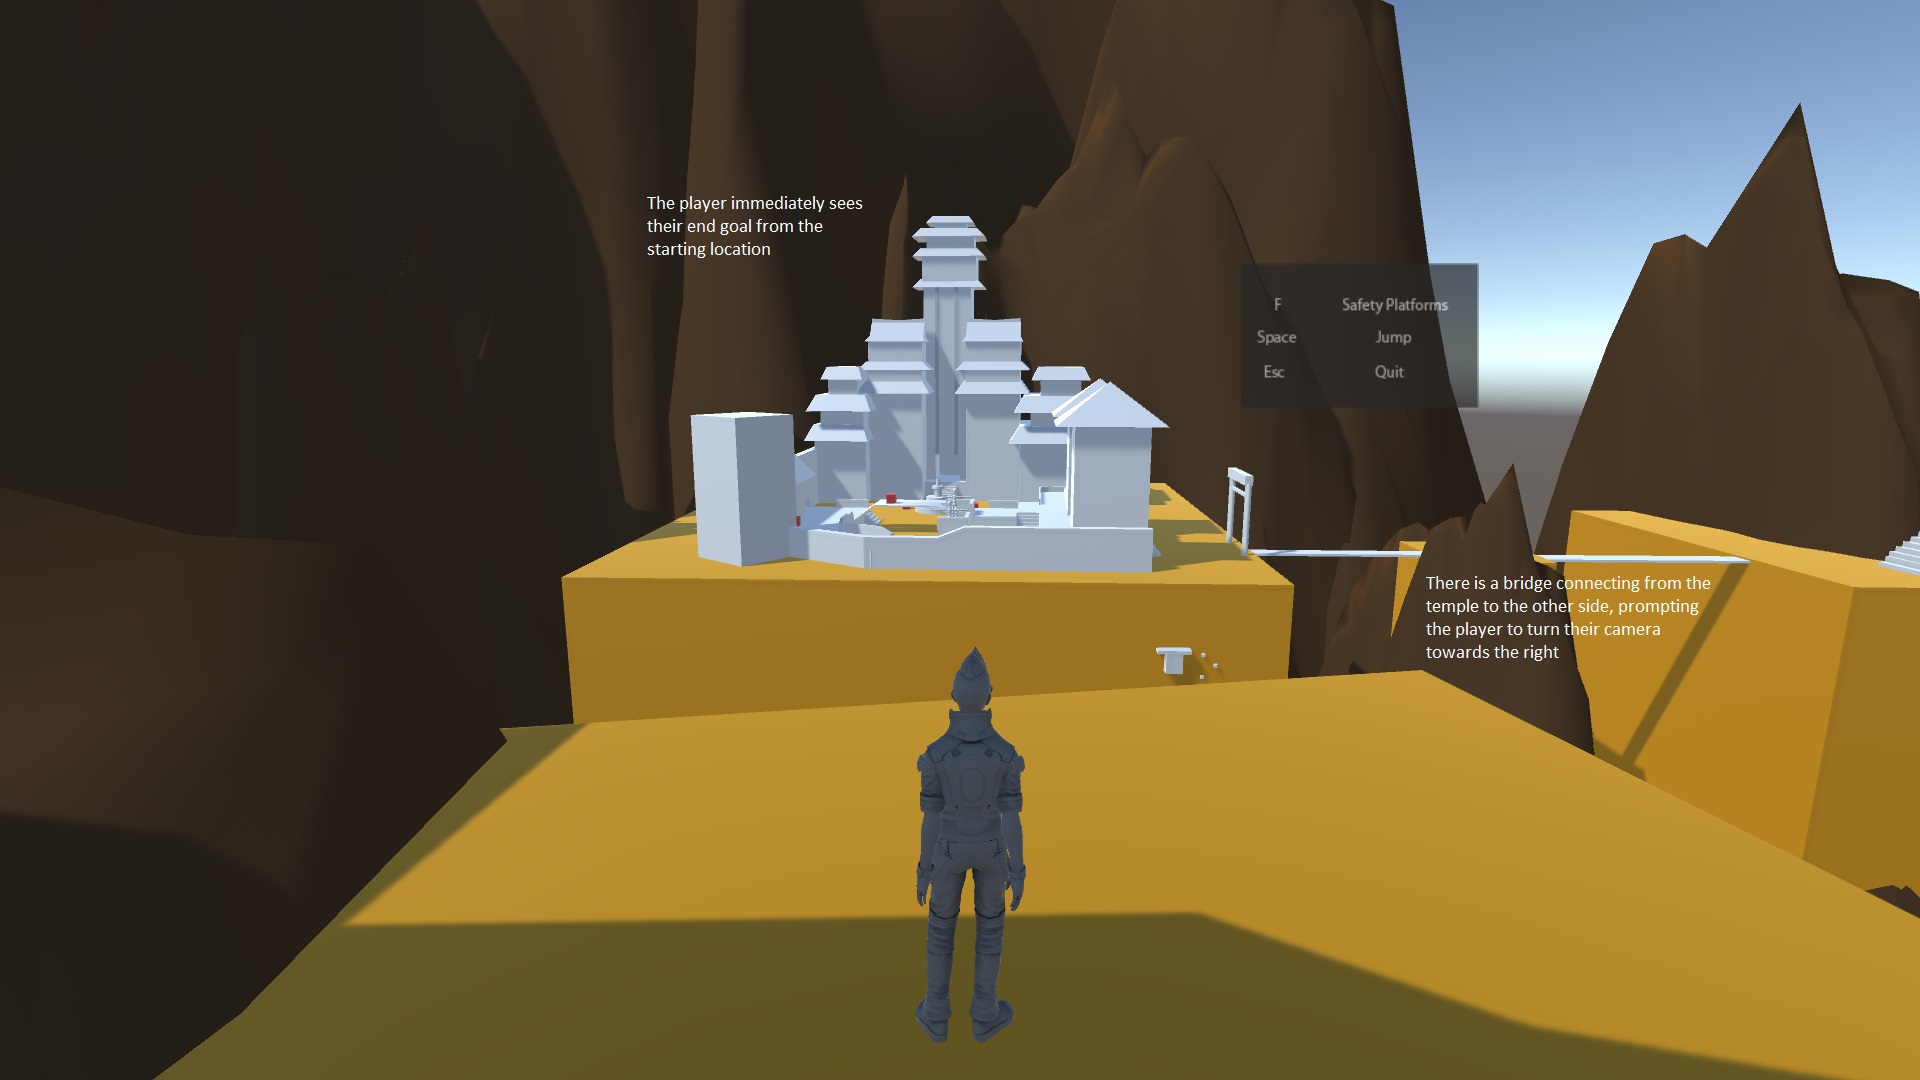 The player immediately sees
their end goal from the
starting location
F Safety Platforms
Space Jump
Esc Quit
There is a bridge connecting from the
temple to the other side, prompting
the player to turn their camera
towards the right